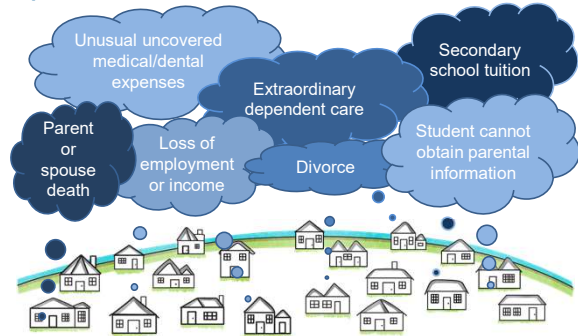 Unusual uncovered
medical/dental
expenses
Extraordinary
dependent care
Secondary
school tuition
Parent
or
spouse
death
Loss of
employment
or income
Divorce
Student cannot
obtain parental
information